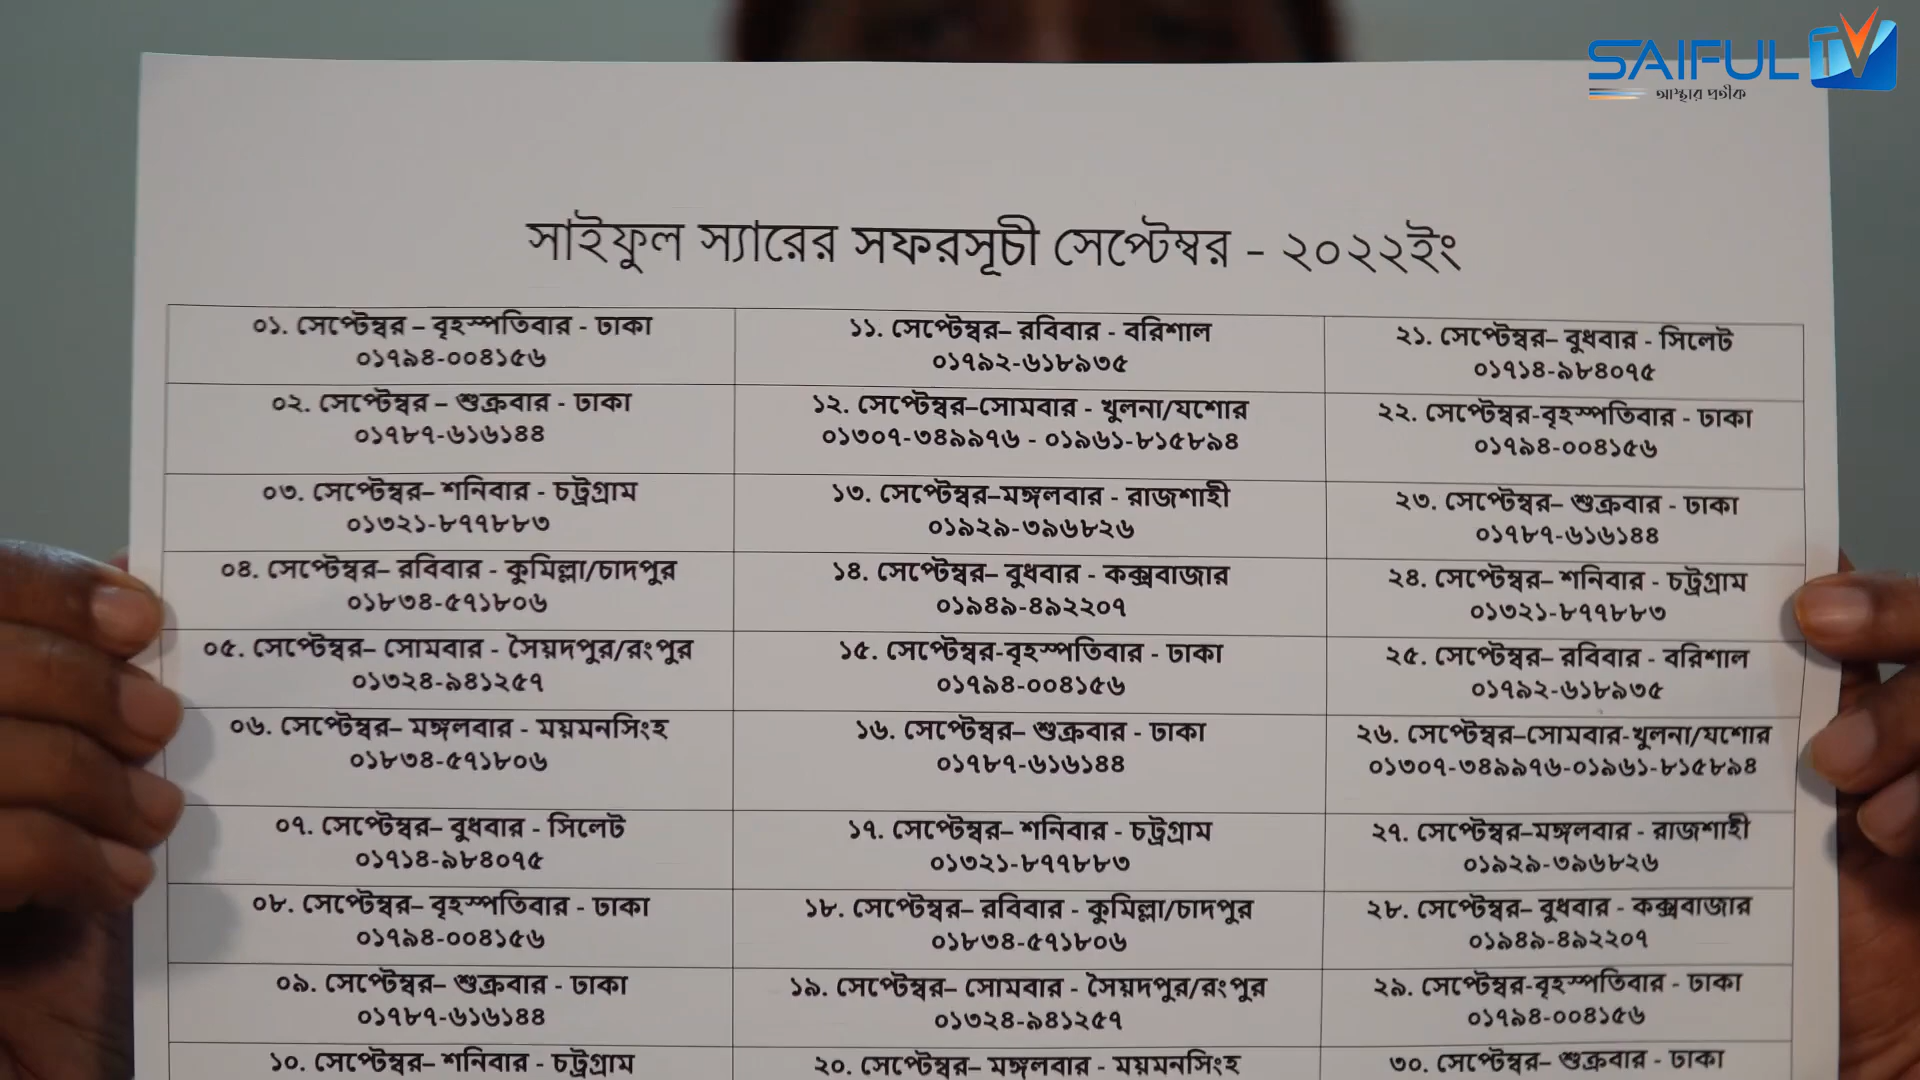 SAIFUL TV
আস্থার প্রতীক
সাইফুল স্যারের সফরসূচী সেপ্টেম্বর - ২০২২ইং
০১. সেপ্টেম্বর – বৃহস্পতিবার - ঢাকা
০১৭৯৪-০০৪১৫৬
০২. সেপ্টেম্বর – শুক্রবার - ঢাকা
০১৭৮৭-৬১৬১৪৪
০৩. সেপ্টেম্বর– শনিবার - চট্রগ্রাম
০১৩২১-৮৭৭৮৮৩
০৪. সেপ্টেম্বর– রবিবার - কুমিল্লা/চাদপুর
০১৮৩৪-৫৭১৮০৬
০৫. সেপ্টেম্বর– সোমবার - সৈয়দপুর/রংপুর
০১৩২৪-৯৪১২৫৭
০৬. সেপ্টেম্বর– মঙ্গলবার - ময়মনসিংহ
০১৮৩৪-৫৭১৮০৬
০৭. সেপ্টেম্বর– বুধবার - সিলেট
০১৭১৪-৯৮৪০৭৫
০৮. সেপ্টেম্বর– বৃহস্পতিবার - ঢাকা
০১৭৯৪-০০৪১৫৬
০৯. সেপ্টেম্বর– শুক্রবার - ঢাকা
০১৭৮৭-৬১৬১৪৪
১০. সেপ্টেম্বর– শনিবার - চট্রগ্রাম
১১. সেপ্টেম্বর– রবিবার - বরিশাল
০১৭৯২-৬১৮৯৩৫
১২. সেপ্টেম্বর–সোমবার - খুলনা/যশোর
০১৩০৭-৩৪৯৯৭৬ - ০১৯৬১-৮১৫৮৯৪
১৩. সেপ্টেম্বর–মঙ্গলবার - রাজশাহী
০১৯২৯-৩৯৬৮২৬
১৪. সেপ্টেম্বর– বুধবার - কক্সবাজার
০১৯৪৯-৪৯২২০৭
১৫. সেপ্টেম্বর-বৃহস্পতিবার - ঢাকা
০১৭৯৪-০০৪১৫৬
১৬. সেপ্টেম্বর– শুক্রবার - ঢাকা
০১৭৮৭-৬১৬১৪৪
১৭. সেপ্টেম্বর– শনিবার - চট্রগ্রাম
০১৩২১-৮৭৭৮৮৩
১৮. সেপ্টেম্বর– রবিবার - কুমিল্লা/চাদপুর
০১৮৩৪-৫৭১৮০৬
১৯. সেপ্টেম্বর– সোমবার - সৈয়দপুর/রংপুর
০১৩২৪-৯৪১২৫৭
২০. সেপ্টেম্বর– মঙ্গলবার - ময়মনসিংহ
২১. সেপ্টেম্বর– বুধবার - সিলেট
০১৭১৪-৯৮৪০৭৫
২২. সেপ্টেম্বর-বৃহস্পতিবার - ঢাকা
০১৭৯৪-০০৪১৫৬
২৩. সেপ্টেম্বর– শুক্রবার - ঢাকা
০১৭৮৭-৬১৬১৪৪
২৪. সেপ্টেম্বর– শনিবার - চট্রগ্রাম
০১৩২১-৮৭৭৮৮৩
২৫. সেপ্টেম্বর– রবিবার - বরিশাল
০১৭৯২-৬১৮৯৩৫
২৬. সেপ্টেম্বর–সোমবার-খুলনা/যশোর
০১৩০৭-৩৪৯৯৭৬-০১৯৬১-৮১৫৮৯৪
২৭. সেপ্টেম্বর–মঙ্গলবার - রাজশাহী
০১৯২৯-৩৯৬৮২৬
২৮. সেপ্টেম্বর– বুধবার - কক্সবাজার
০১৯৪৯-৪৯২২০৭
২৯. সেপ্টেম্বর-বৃহস্পতিবার - ঢাকা
০১৭৯৪-০০৪১৫৬
৩০. সেপ্টেম্বর– শুক্রবার - ঢাকা